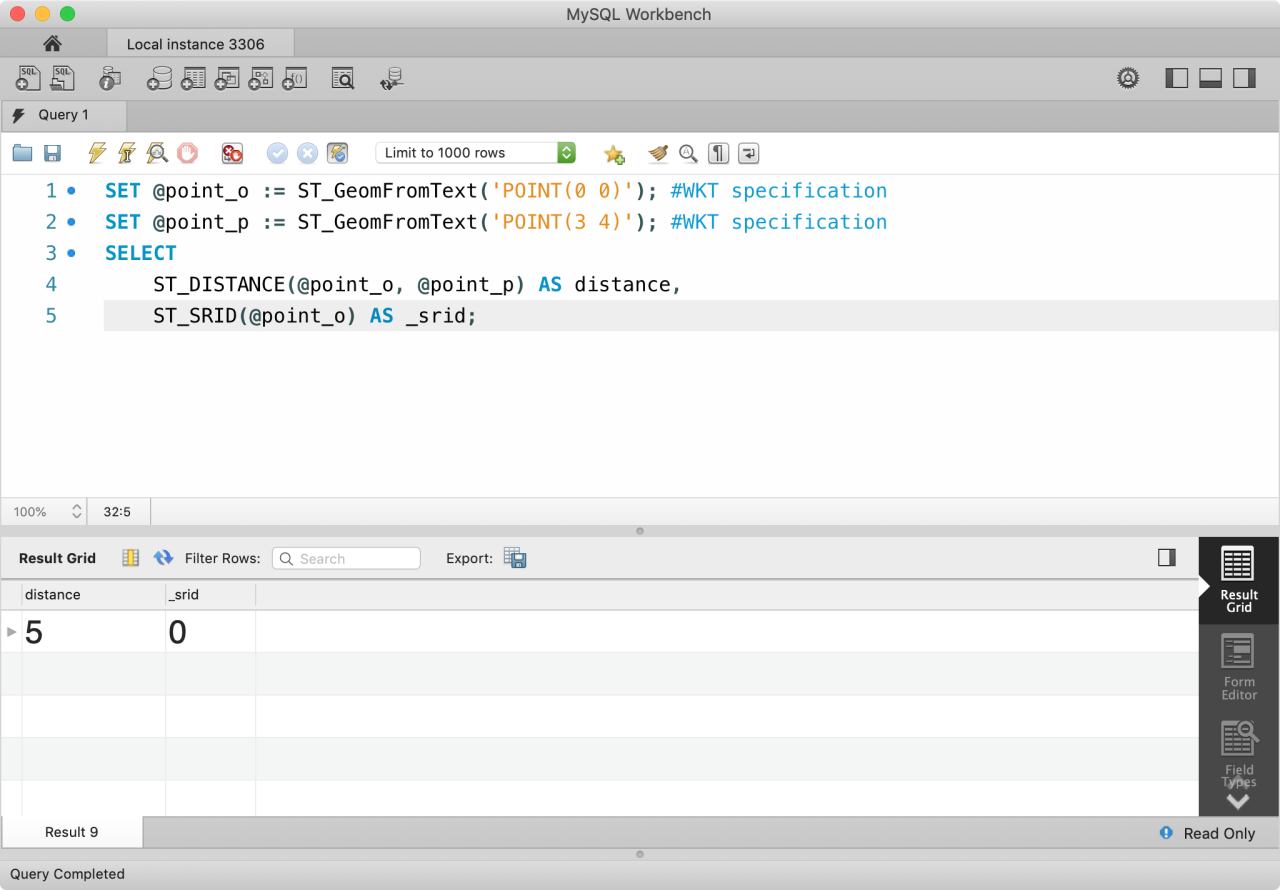 MySQL Workbench
Local instance 3306
SQL SQL
Query 1
Limit to 1000 rows
1 SET @point_o := ST_GeomFromText('POINT(0 0)'); #WKT specification
2 SET @point_p := ST_GeomFromText('POINT(3 4)'); #WKT specification
3 SELECT
4 ST_DISTANCE(@point_o, @point_p) AS distance,
5 ST_SRID(@point_o) AS _srid;
100% 32:5
Result Grid Filter Rows: Search Export:
distance _srid
5 0
Result
Grid
Form
Editor
Field
Types
Result 9 Read Only
Query Completed